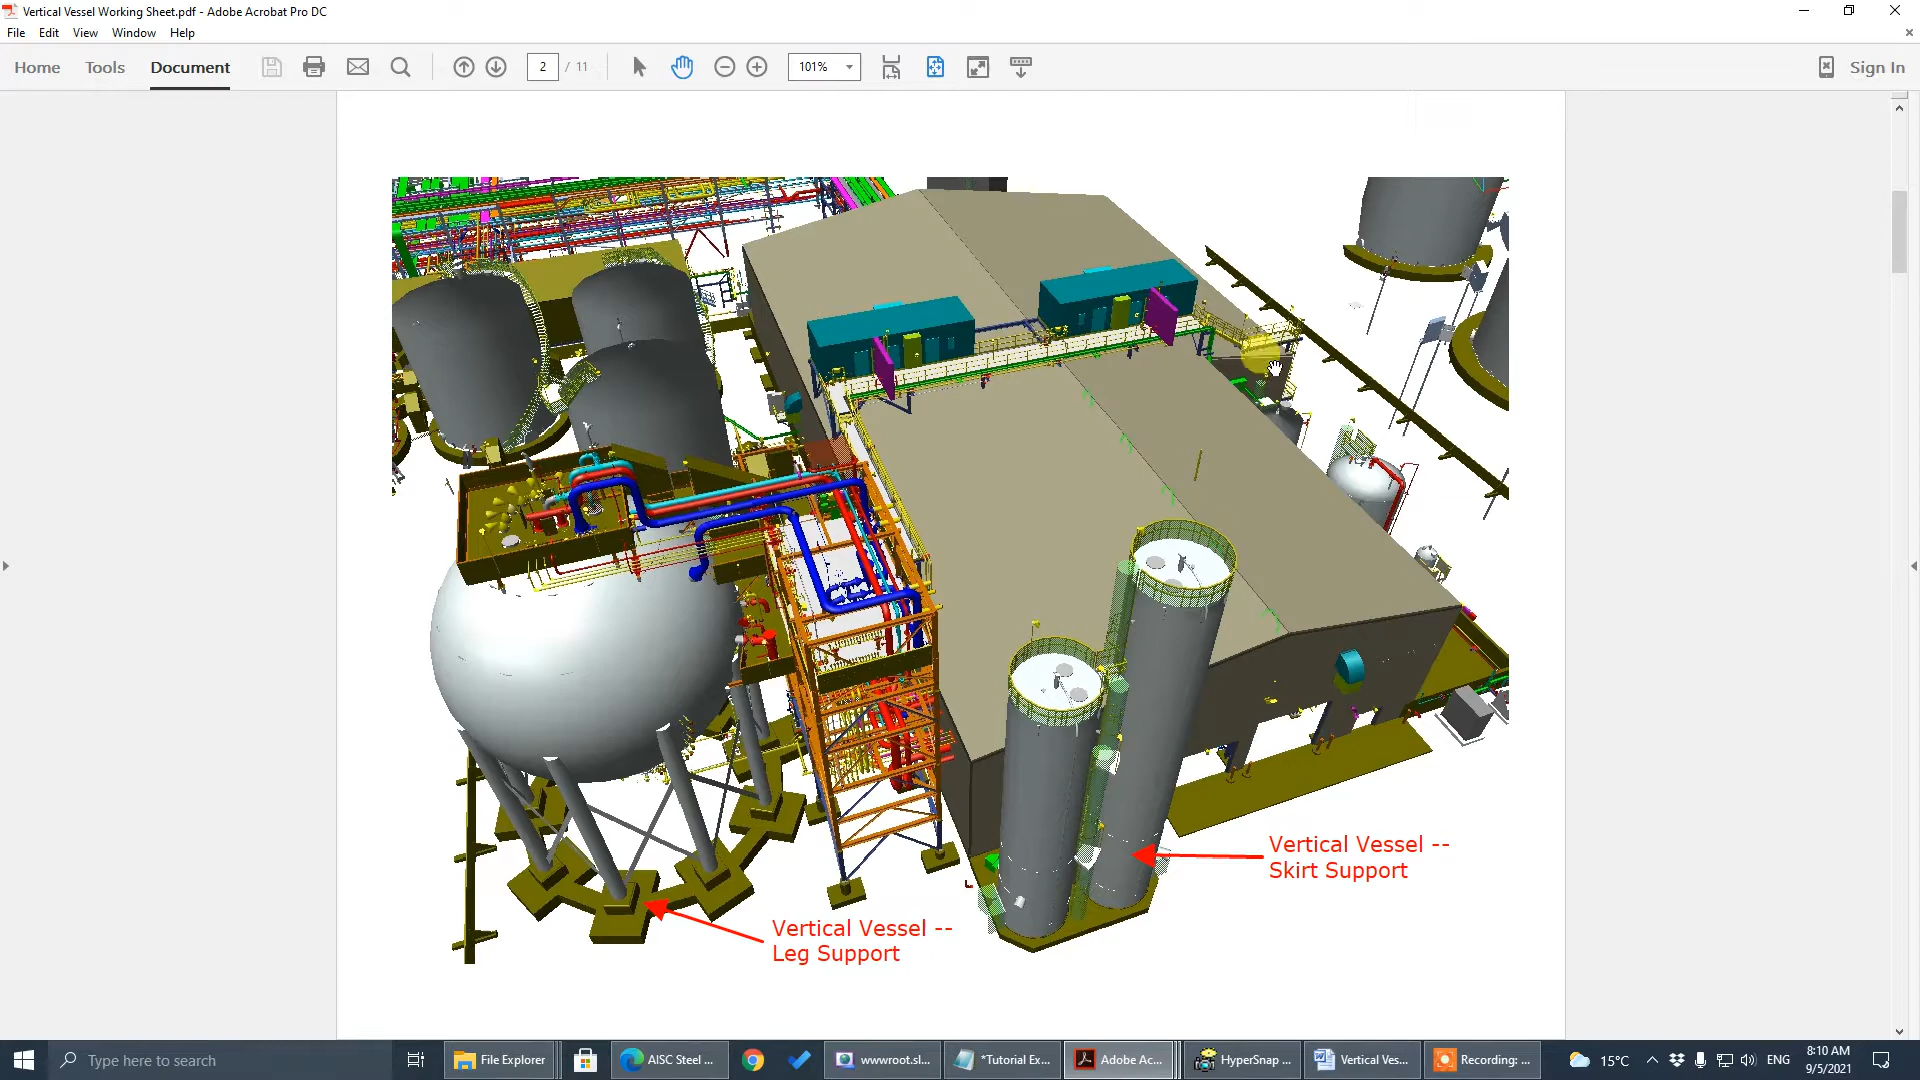 Vertical Vessel Working Sheet.pdf - Adobe Acrobat Pro DC
File Edit View Window Help
Home Tools Document 2 / 11 101% Sign In
Vertical Vessel --
Skirt Support
Vertical Vessel --
Leg Support
Type here to search File Explorer AISC Steel ... wwwroot.sl... *Tutorial Ex... Adobe Ac... HyperSnap ... Vertical Ves... Recording: ... 15°C ENG 8:10 AM
9/5/2021